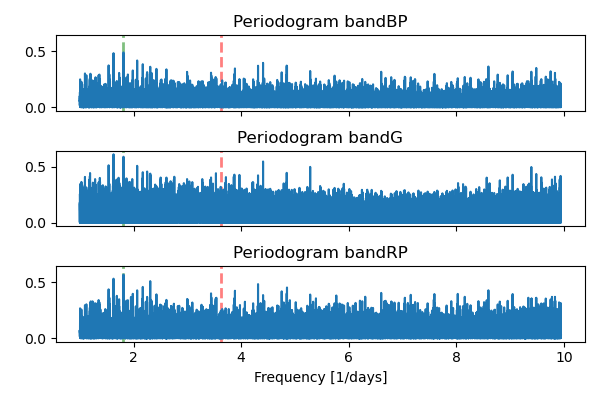 Periodogram bandBP
0.5
0.0
Periodogram bandG
0.5
0.0
Periodogram bandRP
0.5
0.0
2 4 6 8 10
Frequency [1/days]